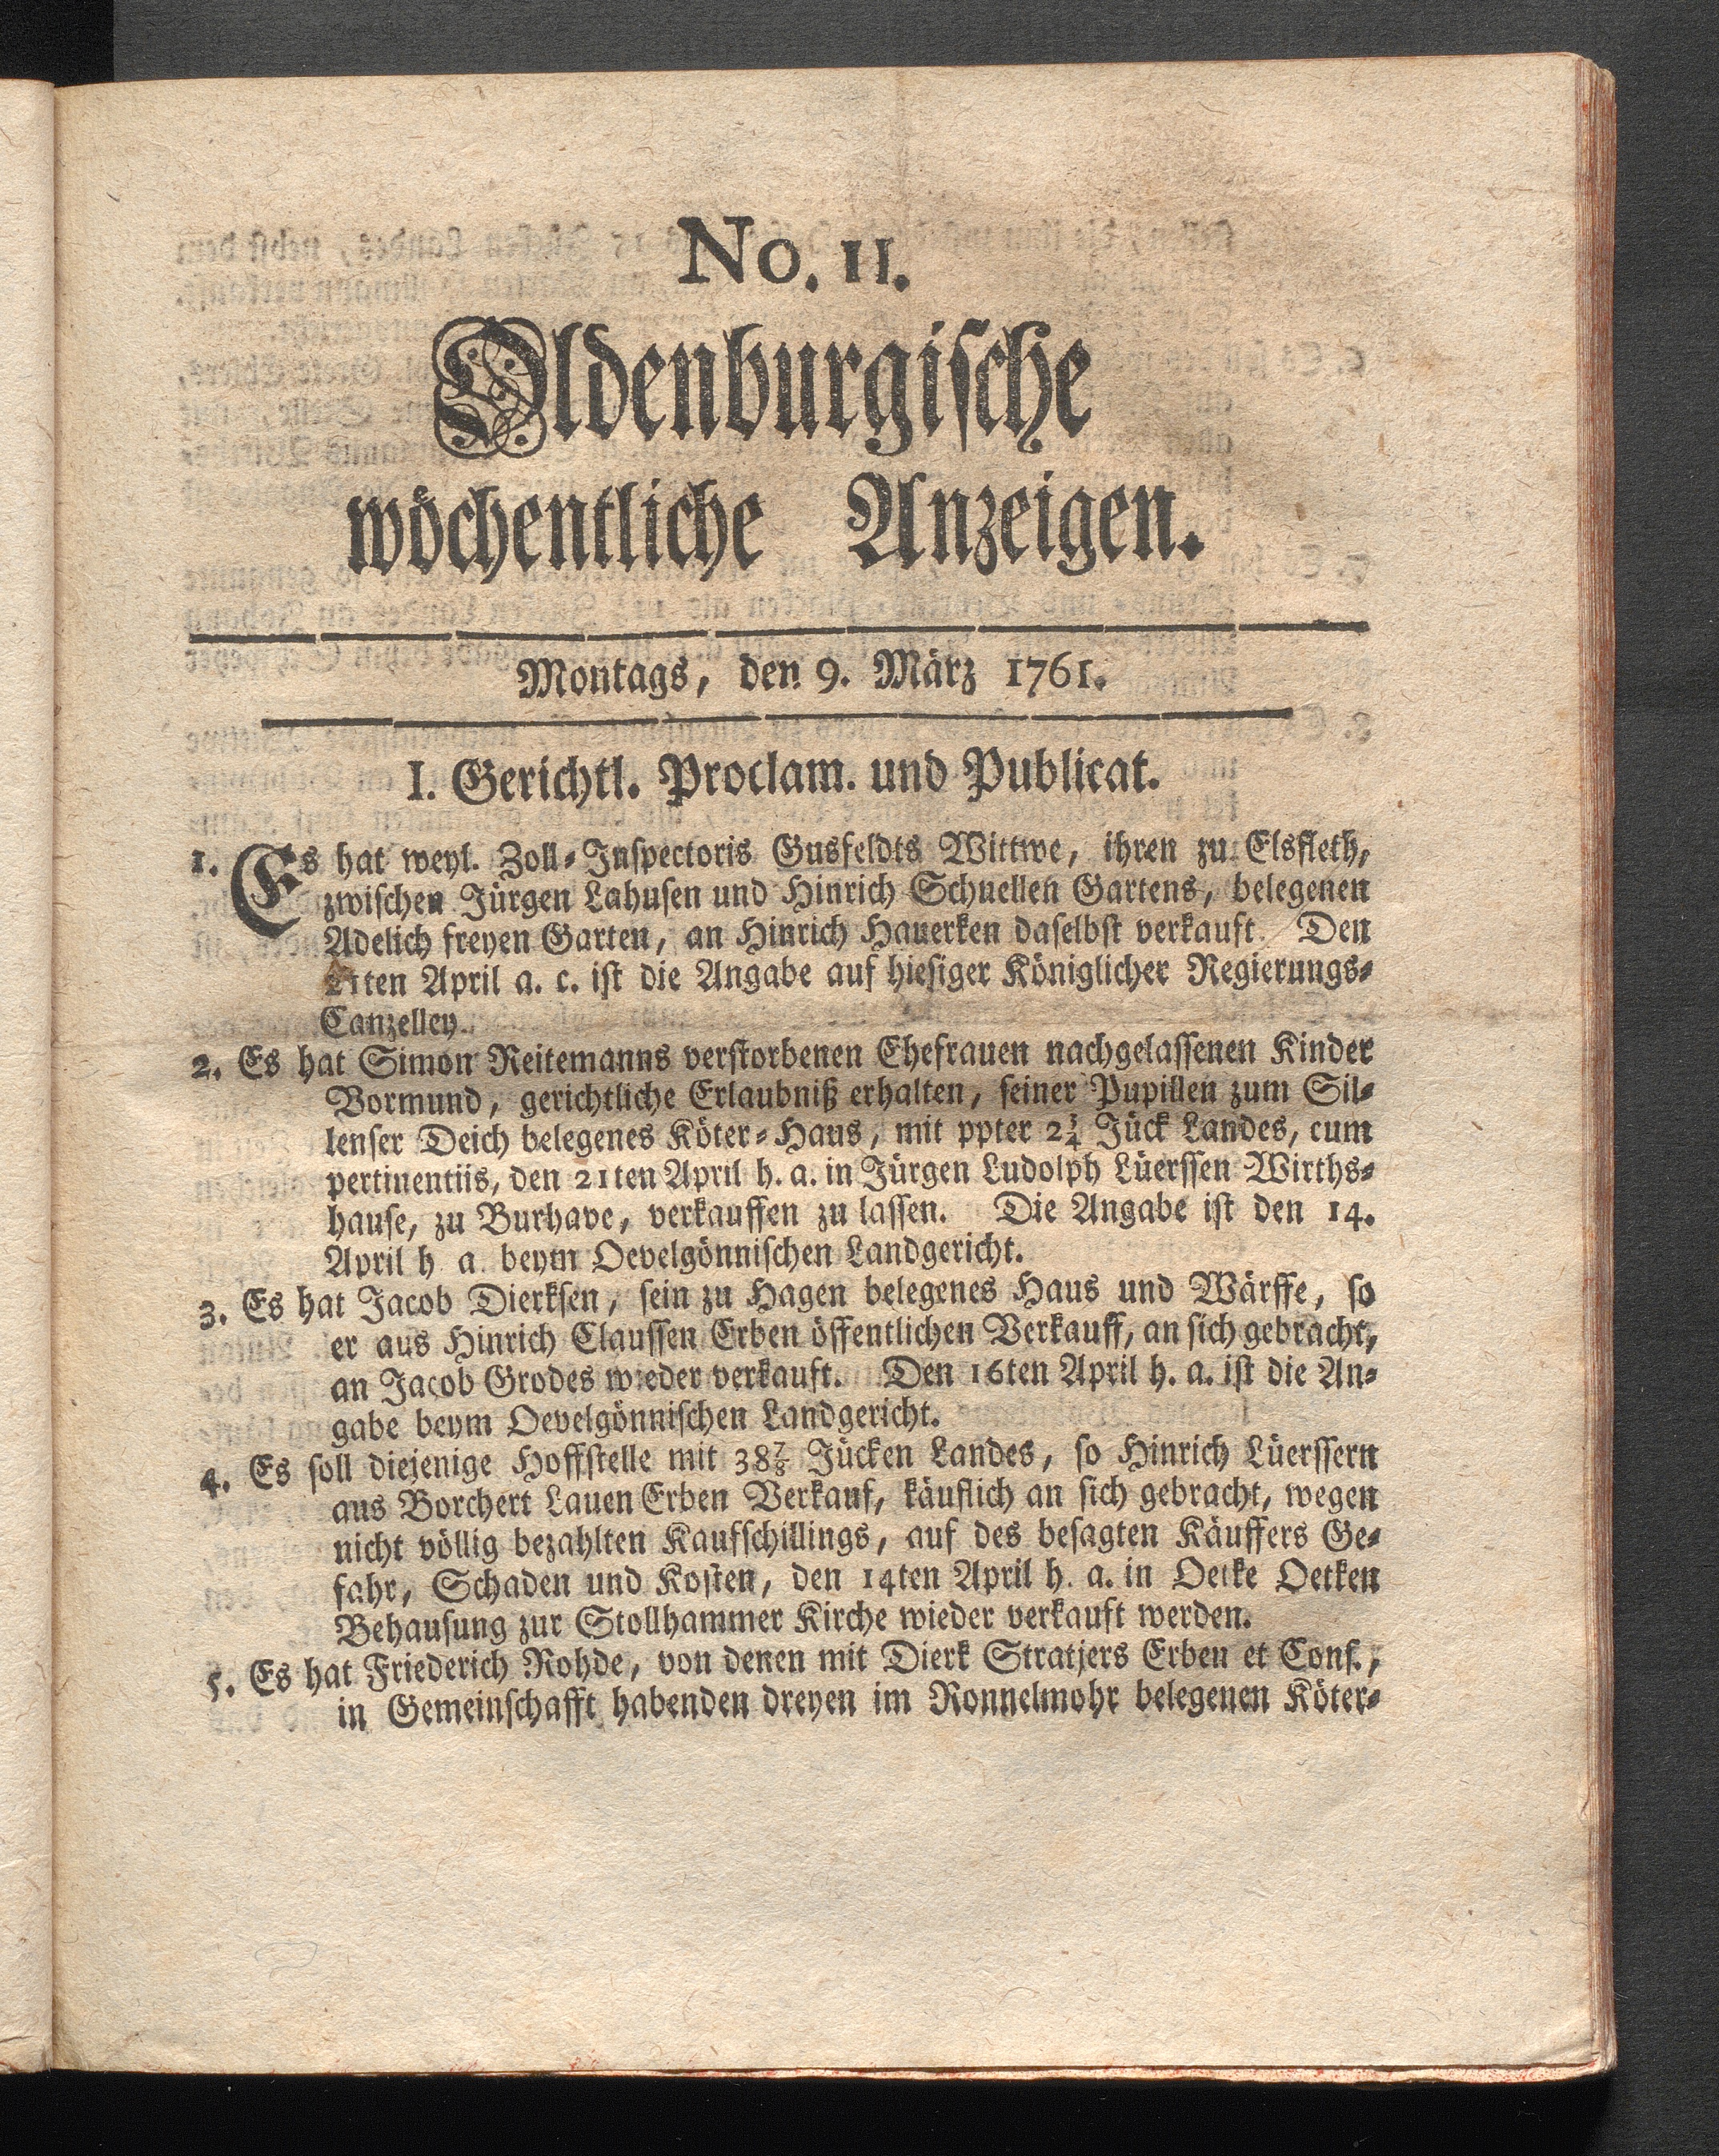 No. 11.
Oldenburgische
wöchentliche Anzeigen.
Montags, den 9. März 1761.
I. Gerichtl. Proclam. und Publicat.
1. Es hat weyl. Zoll-Inspectoris Gusfeldts Wittwe, ihren zu Elsfleth,
zwischen Jürgen Lahusen und Hinrich Schuellen Gartens, belegenen
Adelich freyen Garten, an Hinrich Hauerken daselbst verkauft. Den
April a. c. ist die Angabe auf hiesiger Königlicher Regierungs-
Canzelley.
2. Es hat Simon Reitemanns verstorbenen Ehefrauen nachgelassenen Kinder
Vormund, gerichtliche Erlaubniß erhalten, seiner Pupillen zum Sil-
lenser Deich belegenes Köter-Haus, mit ppter Jück Landes, cum
pertinentiis, den 21ten April h. a. in Jürgen Ludolph Lüerssen Wirths-
hause, zu Burhave, verkauffen zu lassen. Die Angabe ist den 14.
April h a. beym Oevelgönnischen Landgericht.
3. Es hat Jacob Dierksen, sein zu Hagen belegenes Haus und Wärffe, so
er aus Hinrich Claussen Erben öffentlichen Verkauff, an sich gebracht,
an Jacob Grodes wieder verkauft. Den 16ten April h. a. ist die An-
gabe beym Oevelgönnischen Landgericht.
4. Es soll diejenige Hoffstelle mit 38⅞ Jücken Landes, so Hinrich Lüerssern
aus Borchert Lauen Erben Verkauf, käuflich an sich gebracht, wegen
nicht völlig bezahlten Kaufschillings, auf des besagten Käuffers Ge-
fahr, Schaden und Kosten, den 14ten April h. a. in Oetke Oetken
Behausung zur Stollhammer Kirche wieder verkauft werden.
5. Es hat Friederich Rohde, von denen mit Dierk Stratjers Erben et Cons.,
in Gemeinschafft habenden dreyen im Ronnelmohr belegenen Köter-